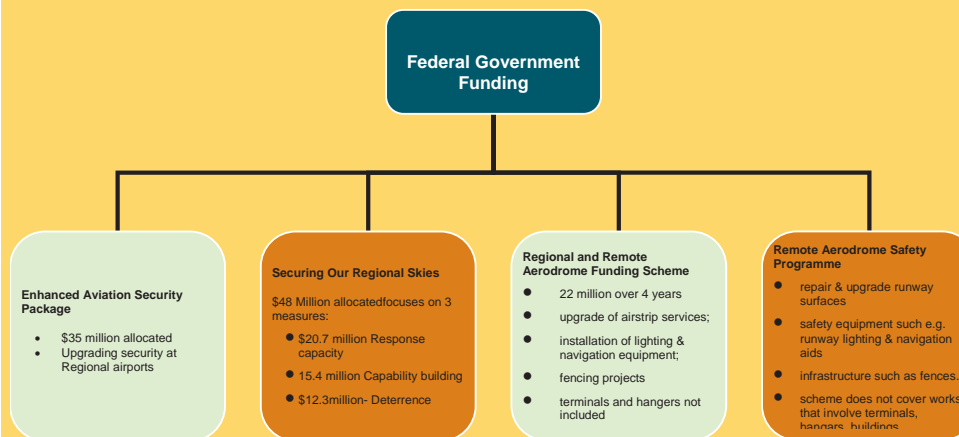 Federal Government
Funding
Enhanced Aviation Security
Package
• $35 million allocated
• Upgrading security at
Regional airports
Securing Our Regional Skies
$48 Million allocatedfocuses on 3
measures:
● $20.7 million Response
capacity
● 15.4 million Capability building
● $12.3million- Deterrence
Regional and Remote
Aerodrome Funding Scheme
● 22 million over 4 years
● upgrade of airstrip services;
● installation of lighting &
navigation equipment;
● fencing projects
● terminals and hangers not
included
Remote Aerodrome Safety
Programme
● repair & upgrade runway
surfaces
● safety equipment such e.g.
runway lighting & navigation
aids
● infrastructure such as fences.
● scheme does not cover works
that involve terminals,
hangars, buildings